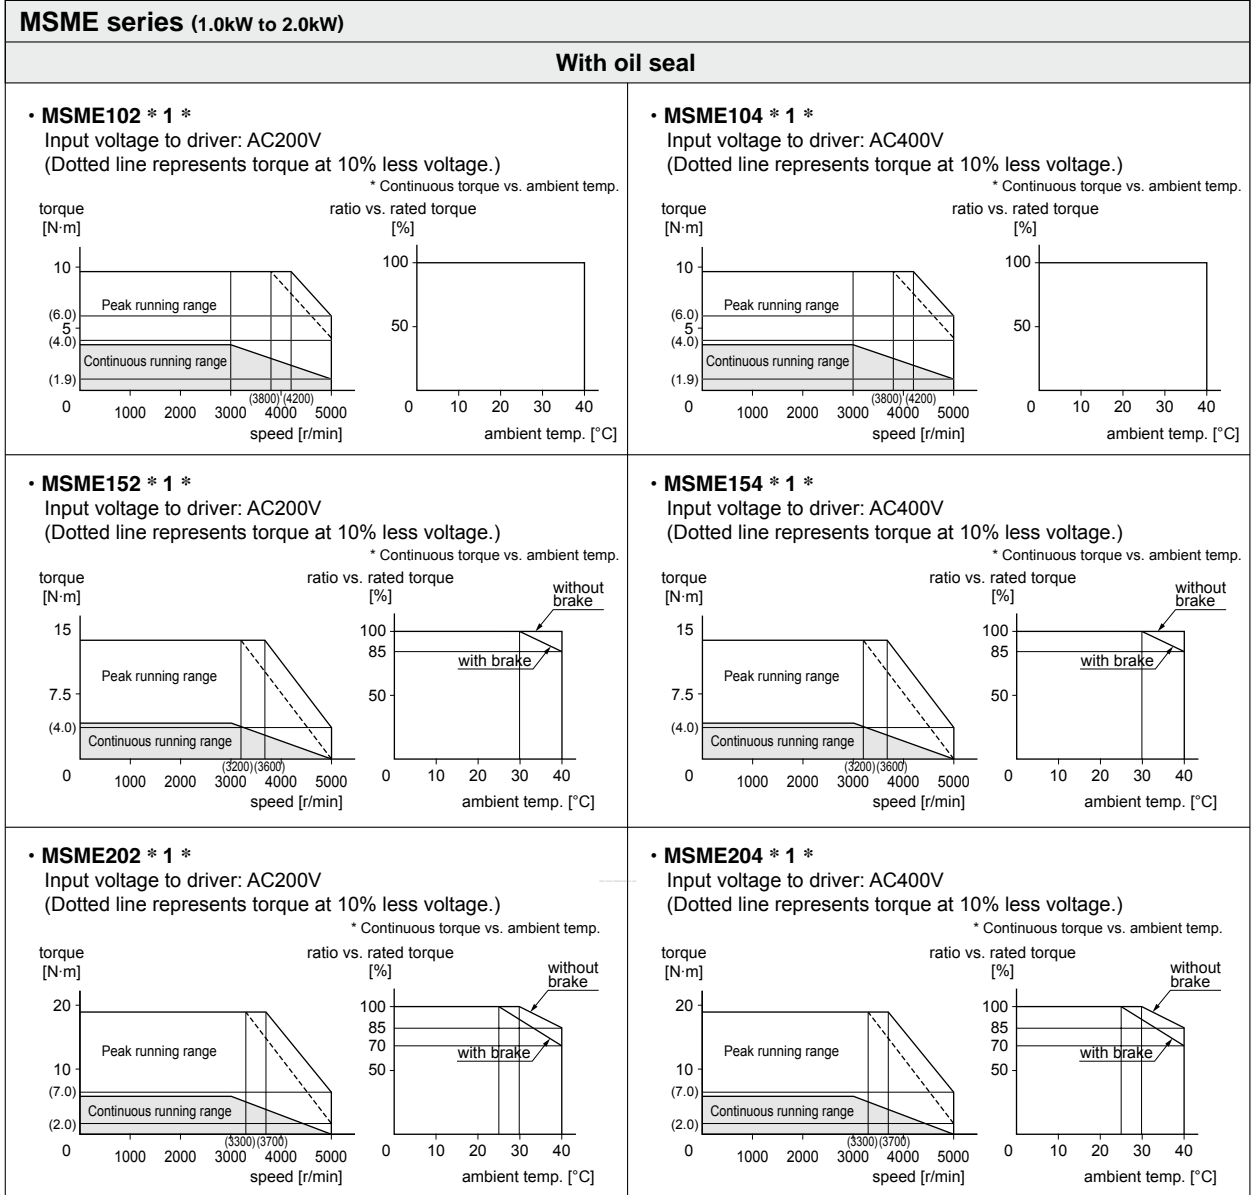 MSME series (1.0kW to 2.0kW)
With oil seal
・MSME102 * 1 *
Input voltage to driver: AC200V
(Dotted line represents torque at 10% less voltage.)
* Continuous torque vs. ambient temp.
torque
[N·m]
ratio vs. rated torque
[%]
10
(6.0)
5
(4.0)
(1.9)
Peak running range
Continuous running range
0
1000 2000 3000 4000 5000
(3800) (4200)
speed [r/min]
100
50
0 10 20 30 40
ambient temp. [°C]
・MSME104 * 1 *
Input voltage to driver: AC400V
(Dotted line represents torque at 10% less voltage.)
* Continuous torque vs. ambient temp.
torque
[N·m]
ratio vs. rated torque
[%]
10
(6.0)
5
(4.0)
(1.9)
Peak running range
Continuous running range
0
1000 2000 3000 4000 5000
(3800) (4200)
speed [r/min]
100
50
0 10 20 30 40
ambient temp. [°C]
・MSME152 * 1 *
Input voltage to driver: AC200V
(Dotted line represents torque at 10% less voltage.)
* Continuous torque vs. ambient temp.
torque
[N·m]
ratio vs. rated torque
[%]
15
7.5
(4.0)
Peak running range
Continuous running range
0
1000 2000 3000 4000 5000
(3200) (3600)
speed [r/min]
without
brake
100
85
with brake
50
0 10 20 30 40
ambient temp. [°C]
・MSME154 * 1 *
Input voltage to driver: AC400V
(Dotted line represents torque at 10% less voltage.)
* Continuous torque vs. ambient temp.
torque
[N·m]
ratio vs. rated torque
[%]
15
7.5
(4.0)
Peak running range
Continuous running range
0
1000 2000 3000 4000 5000
(3200) (3600)
speed [r/min]
without
brake
100
85
with brake
50
0 10 20 30 40
ambient temp. [°C]
・MSME202 * 1 *
Input voltage to driver: AC200V
(Dotted line represents torque at 10% less voltage.)
* Continuous torque vs. ambient temp.
torque
[N·m]
ratio vs. rated torque
[%]
20
10
(7.0)
(2.0)
Peak running range
Continuous running range
0
1000 2000 3000 4000 5000
(3300) (3700)
speed [r/min]
without
brake
100
85
70
with brake
50
0 10 20 30 40
ambient temp. [°C]
・MSME204 * 1 *
Input voltage to driver: AC400V
(Dotted line represents torque at 10% less voltage.)
* Continuous torque vs. ambient temp.
torque
[N·m]
ratio vs. rated torque
[%]
20
10
(7.0)
(2.0)
Peak running range
Continuous running range
0
1000 2000 3000 4000 5000
(3300) (3700)
speed [r/min]
without
brake
100
85
70
with brake
50
0 10 20 30 40
ambient temp. [°C]